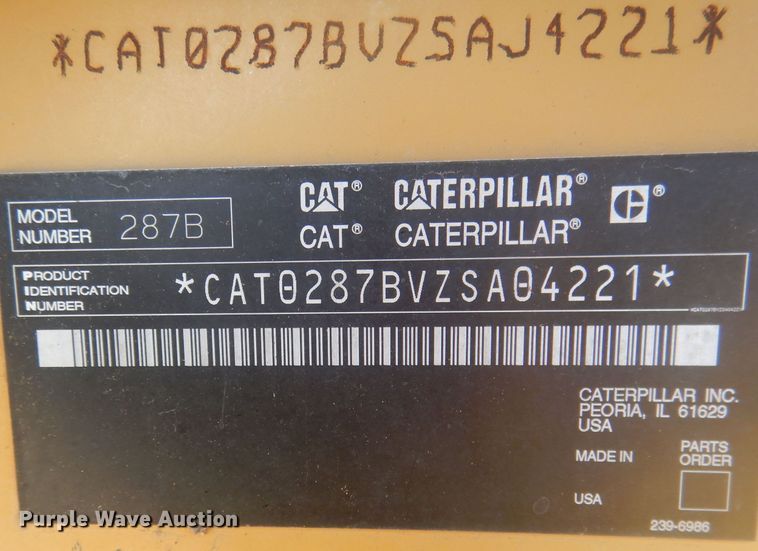 *CAT0287BVZSAJ4221*
CAT® CATERPILLAR® ®
CAT® CATERPILLAR®
MODEL
NUMBER 287B
PRODUCT
IDENTIFICATION
NUMBER
*CAT0287BVZSA04221*
CATERPILLAR INC.
PEORIA, IL 61629
USA
MADE IN
USA
PARTS
ORDER
239-6986
Purple Wave Auction